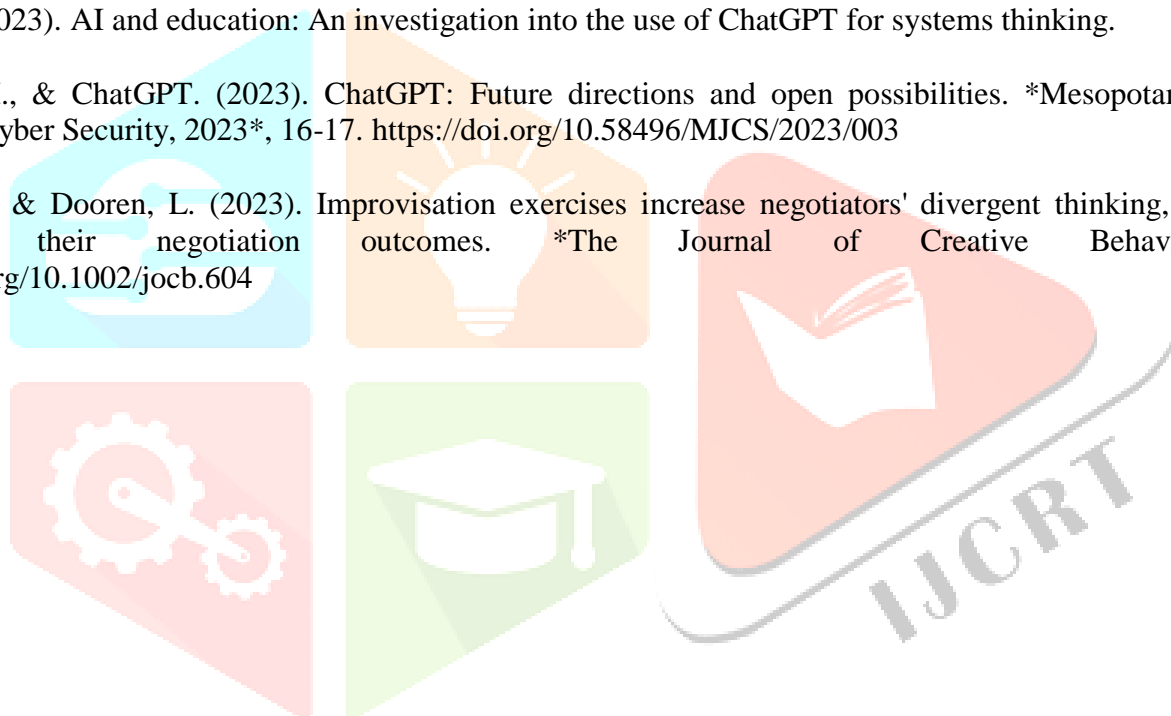 023). AI and education: An investigation into the use of ChatGPT for systems thinking.
., & ChatGPT. (2023). ChatGPT: Future directions and open possibilities. *Mesopotar
yber Security, 2023*, 16-17. https://doi.org/10.58496/MJCS/2023/003
& Dooren, L. (2023). Improvisation exercises increase negotiators' divergent thinking,
their negotiation outcomes. *The Journal of Creative Behav
rg/10.1002/jocb.604
IJCRT